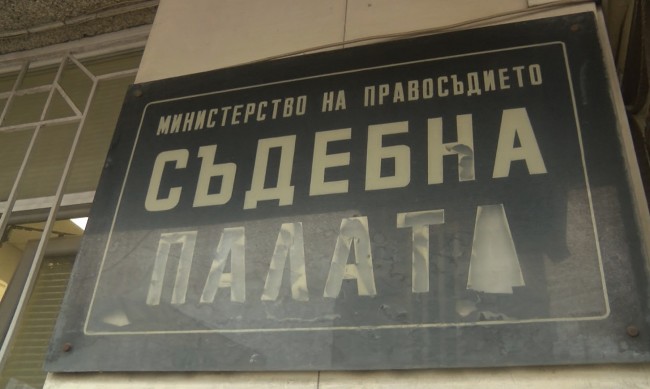 МИНИСТЕРСТВО НА ПРАВОСЪДИЕТО
СЪДЕБНА
ПАЛАТА